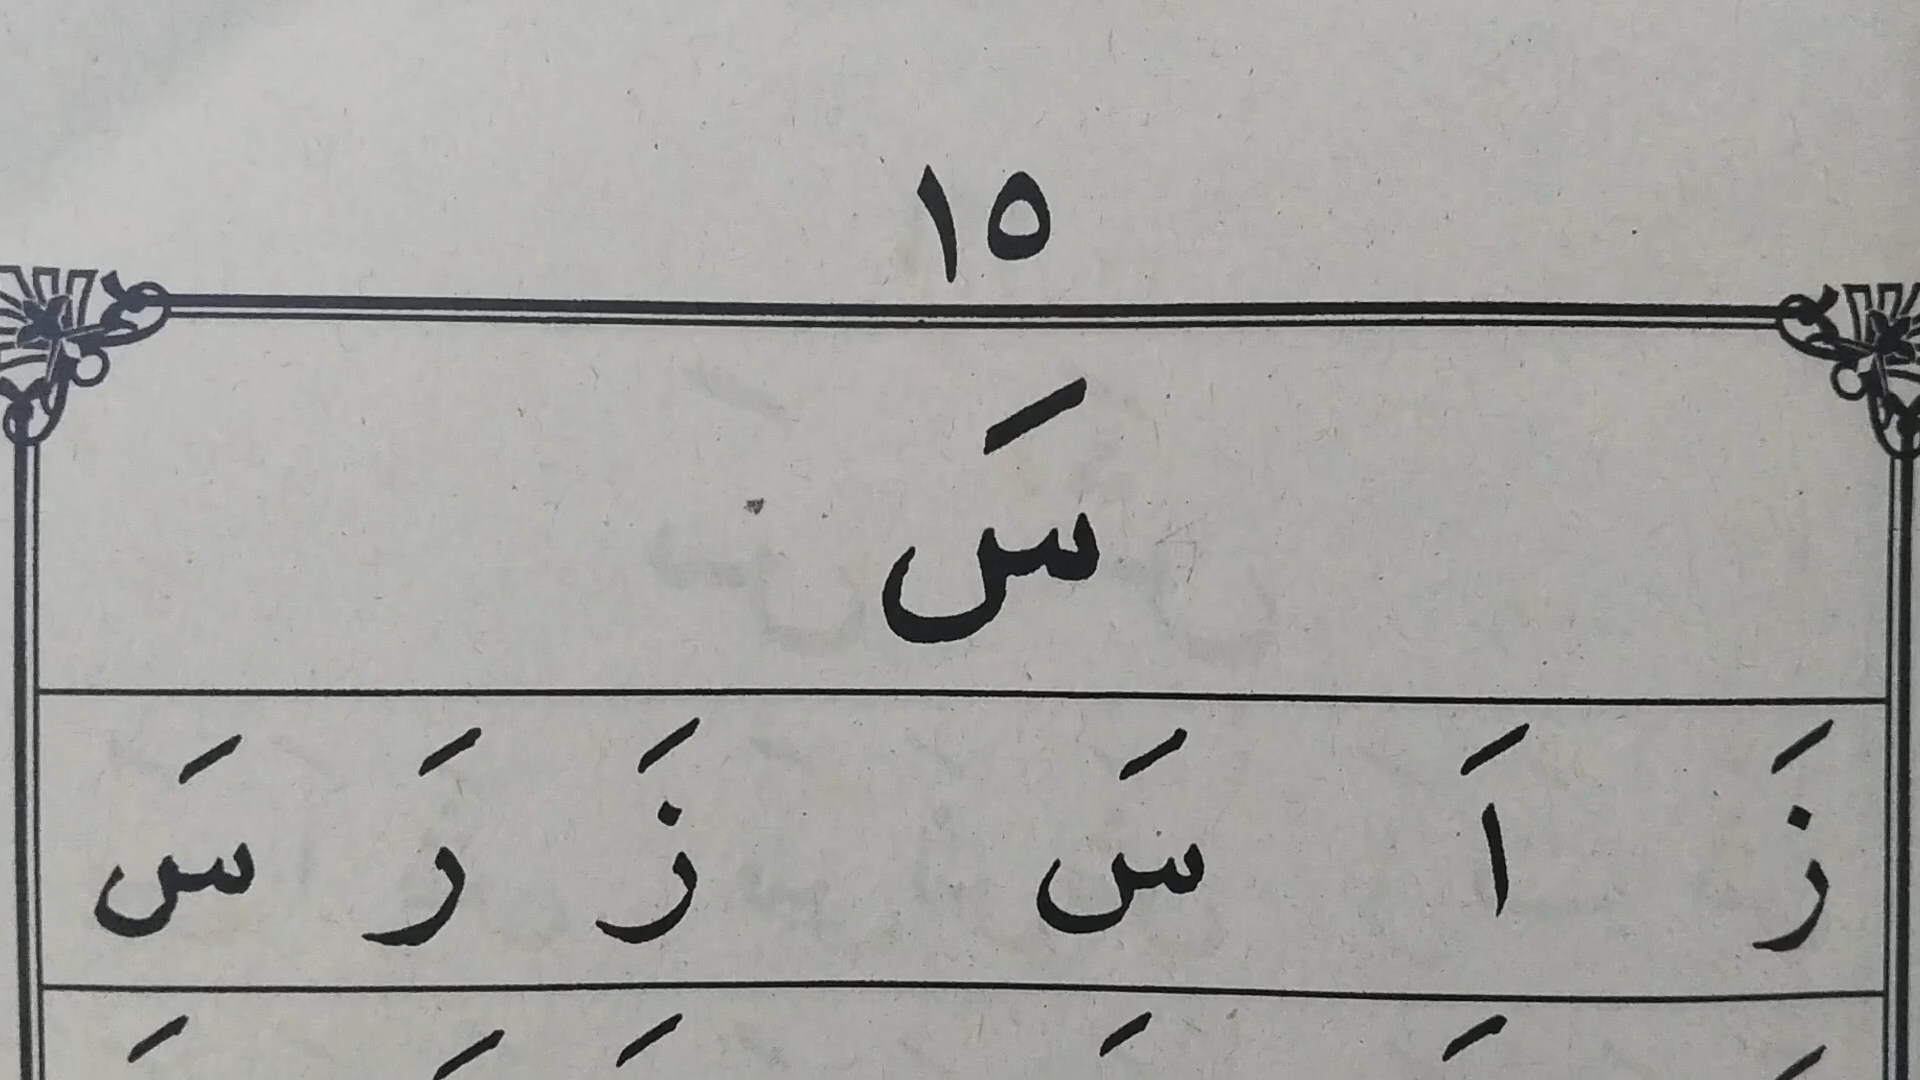 ١٥
سَ
زَ اَ سَ زَ رَ سَ